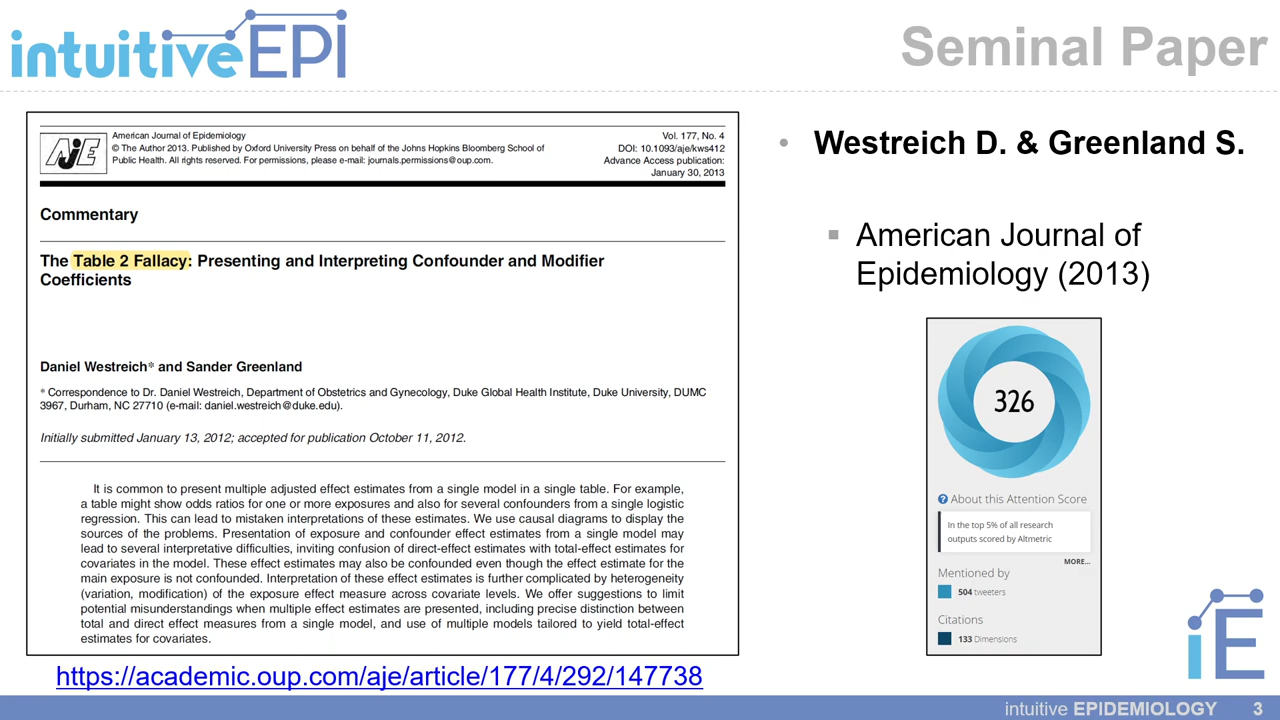 intuitiveEPI
Seminal Paper
AJE
American Journal of Epidemiology
© The Author 2013. Published by Oxford University Press on behalf of the Johns Hopkins Bloomberg School of
Public Health. All rights reserved. For permissions, please e-mail: journals.permissions@oup.com.
Vol. 177, No. 4
DOI: 10.1093/aje/kws412
Advance Access publication:
January 30, 2013
Commentary
The Table 2 Fallacy: Presenting and Interpreting Confounder and Modifier
Coefficients
Daniel Westreich* and Sander Greenland
* Correspondence to Dr. Daniel Westreich, Department of Obstetrics and Gynecology, Duke Global Health Institute, Duke University, DUMC
3967, Durham, NC 27710 (e-mail: daniel.westreich@duke.edu).
Initially submitted January 13, 2012; accepted for publication October 11, 2012.
It is common to present multiple adjusted effect estimates from a single model in a single table. For example,
a table might show odds ratios for one or more exposures and also for several confounders from a single logistic
regression. This can lead to mistaken interpretations of these estimates. We use causal diagrams to display the
sources of the problems. Presentation of exposure and confounder effect estimates from a single model may
lead to several interpretative difficulties, inviting confusion of direct-effect estimates with total-effect estimates for
covariates in the model. These effect estimates may also be confounded even though the effect estimate for the
main exposure is not confounded. Interpretation of these effect estimates is further complicated by heterogeneity
(variation, modification) of the exposure effect measure across covariate levels. We offer suggestions to limit
potential misunderstandings when multiple effect estimates are presented, including precise distinction between
total and direct effect measures from a single model, and use of multiple models tailored to yield total-effect
estimates for covariates.
https://academic.oup.com/aje/article/177/4/292/147738
• Westreich D. & Greenland S.
▪ American Journal of
Epidemiology (2013)
326
? About this Attention Score
In the top 5% of all research
outputs scored by Altmetric
MORE...
Mentioned by
504 tweeters
Citations
133 Dimensions
iE
intuitive EPIDEMIOLOGY 3